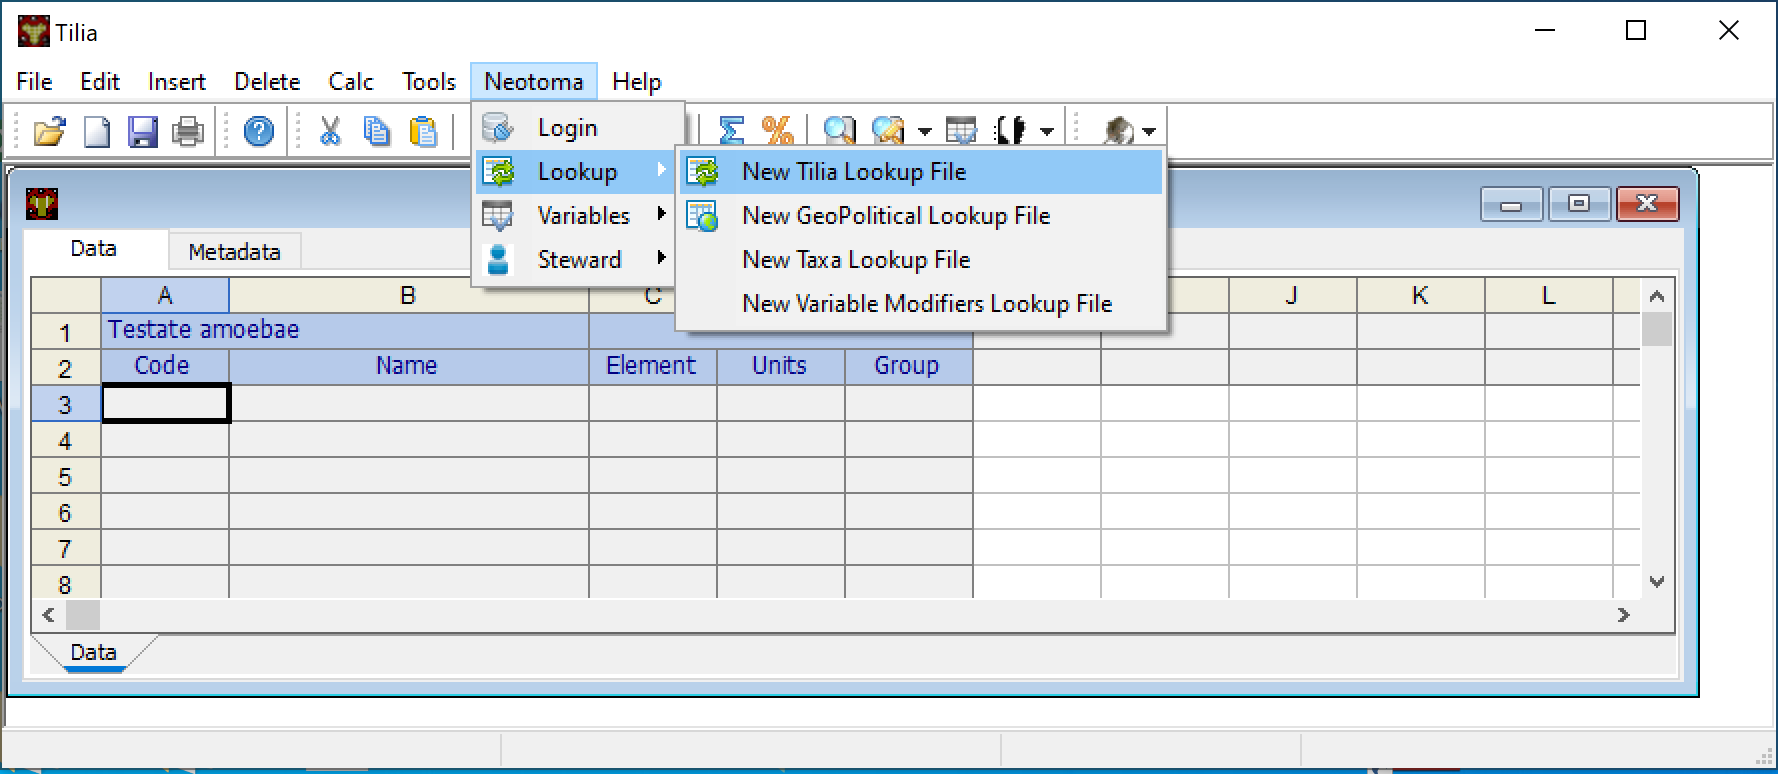 Tilia
File Edit Insert Delete Calc Tools Neotoma Help
Login
Lookup
Variables
Steward
New Tilia Lookup File
New GeoPolitical Lookup File
New Taxa Lookup File
New Variable Modifiers Lookup File
Data Metadata
A B C J K L
1 Testate amoebae
2 Code Name Element Units Group
3
4
5
6
7
8
Data